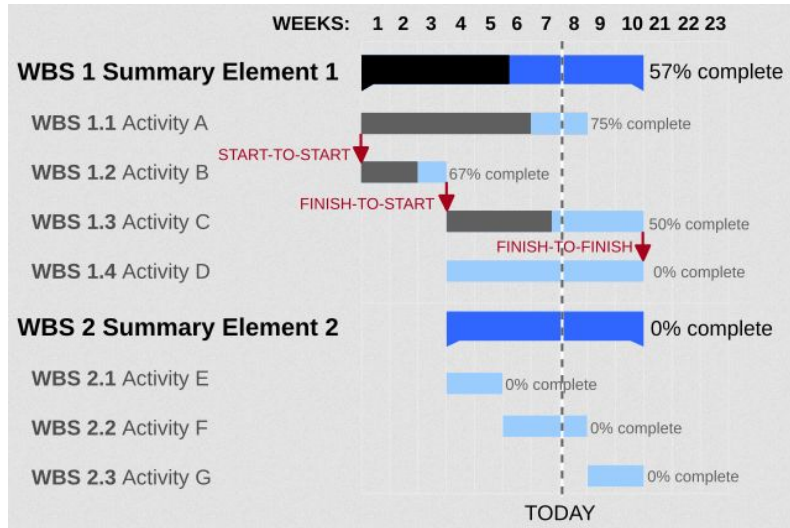 WEEKS: 1 2 3 4 5 6 7 8 9 10 21 22 23
WBS 1 Summary Element 1 57% complete
WBS 1.1 Activity A 75% complete
START-TO-START
WBS 1.2 Activity B 67% complete
FINISH-TO-START
WBS 1.3 Activity C 50% complete
FINISH-TO-FINISH
WBS 1.4 Activity D 0% complete
WBS 2 Summary Element 2 0% complete
WBS 2.1 Activity E 0% complete
WBS 2.2 Activity F 0% complete
WBS 2.3 Activity G 0% complete
TODAY